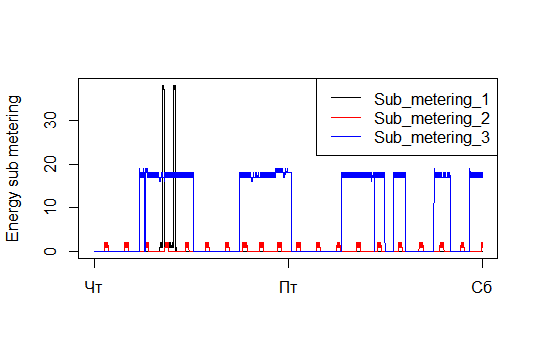 Energy sub metering
30
20
10
0
Sub_metering_1
Sub_metering_2
Sub_metering_3
Чт
Пт
Сб